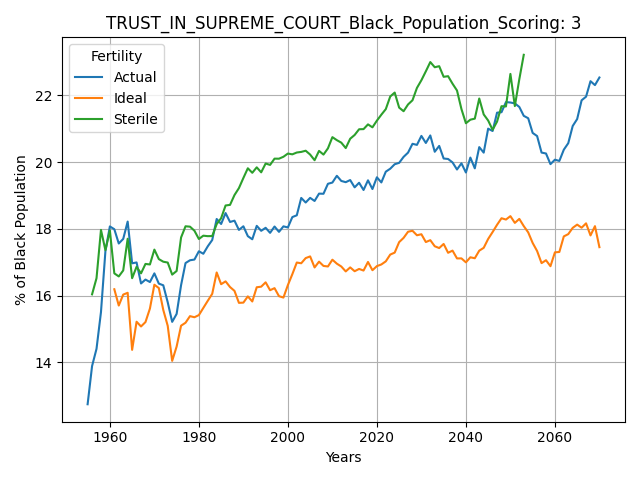 TRUST_IN_SUPREME_COURT_Black_Population_Scoring: 3
Fertility
Actual
Ideal
Sterile
% of Black Population
22
20
18
16
14
1960 1980 2000 2020 2040 2060
Years